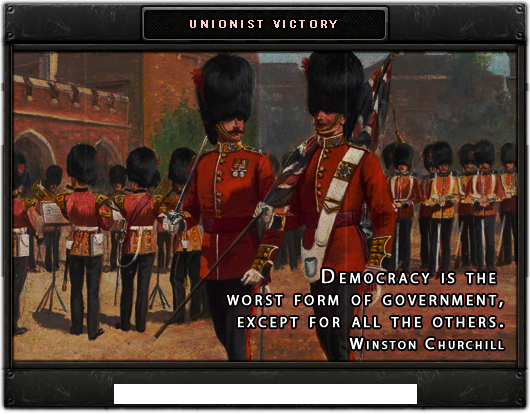 UNIONIST VICTORY
DEMOCRACY IS THE
WORST FORM OF GOVERNMENT,
EXCEPT FOR ALL THE OTHERS.
WINSTON CHURCHILL